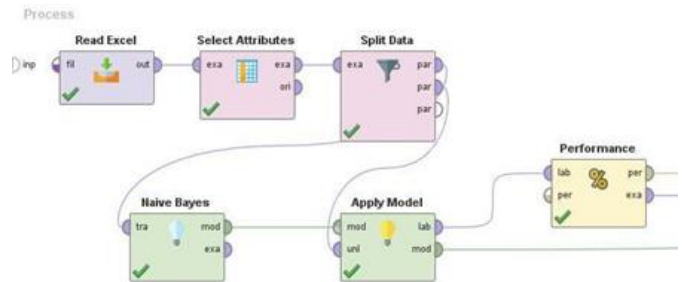 Process
Read Excel
Select Attributes
Split Data
inp
fil
out
exa
exa
ori
exa
par
par
par
Naive Bayes
Apply Model
Performance
tra
mod
exa
mod
unl
lab
mod
lab
per
per
exa
%